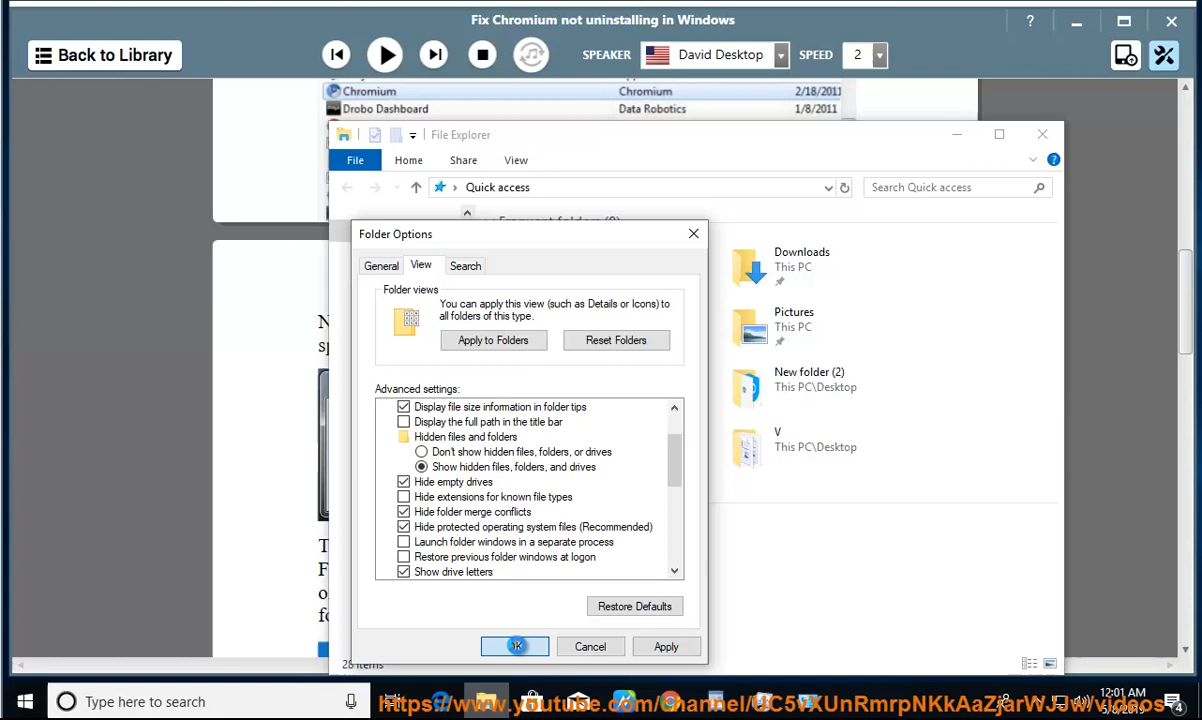 Fix Chromium not uninstalling in Windows
Back to Library
SPEAKER
David Desktop
SPEED
2
?
Chromium Chromium 2/18/2011
Drobo Dashboard Data Robotics 1/8/2011
File Explorer
File Home Share View
Quick access
Search Quick access
Folder Options
General View Search
Folder views
You can apply this view (such as Details or Icons) to
all folders of this type.
Apply to Folders
Reset Folders
Advanced settings:
Display file size information in folder tips
Display the full path in the title bar
Hidden files and folders
Don't show hidden files, folders, or drives
Show hidden files, folders, and drives
Hide empty drives
Hide extensions for known file types
Hide folder merge conflicts
Hide protected operating system files (Recommended)
Launch folder windows in a separate process
Restore previous folder windows at logon
Show drive letters
Restore Defaults
Cancel
Apply
Downloads
This PC
Pictures
This PC
New folder (2)
This PC\Desktop
V
This PC\Desktop
28 items
Type here to search
12:01 AM
4